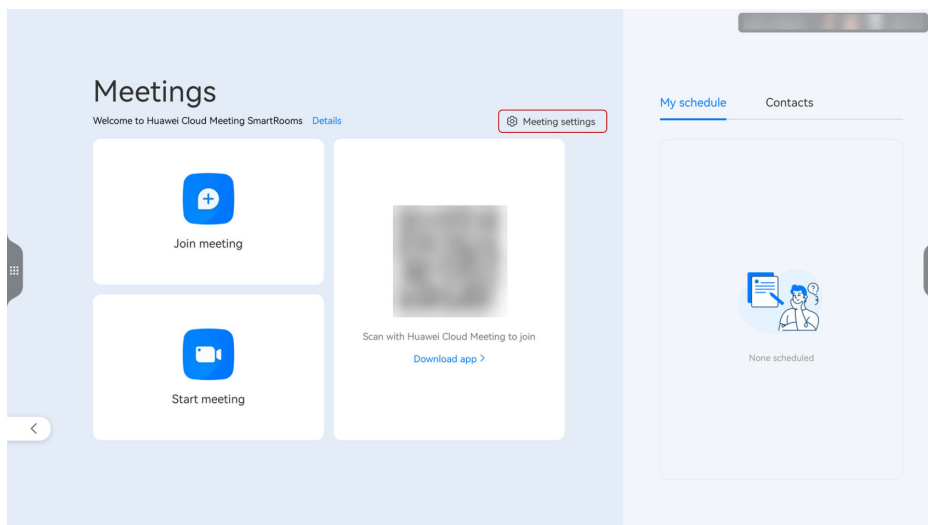 Meetings
Welcome to Huawei Cloud Meeting SmartRooms Details
Meeting settings
Join meeting
Start meeting
Scan with Huawei Cloud Meeting to join
Download app >
My schedule Contacts
None scheduled